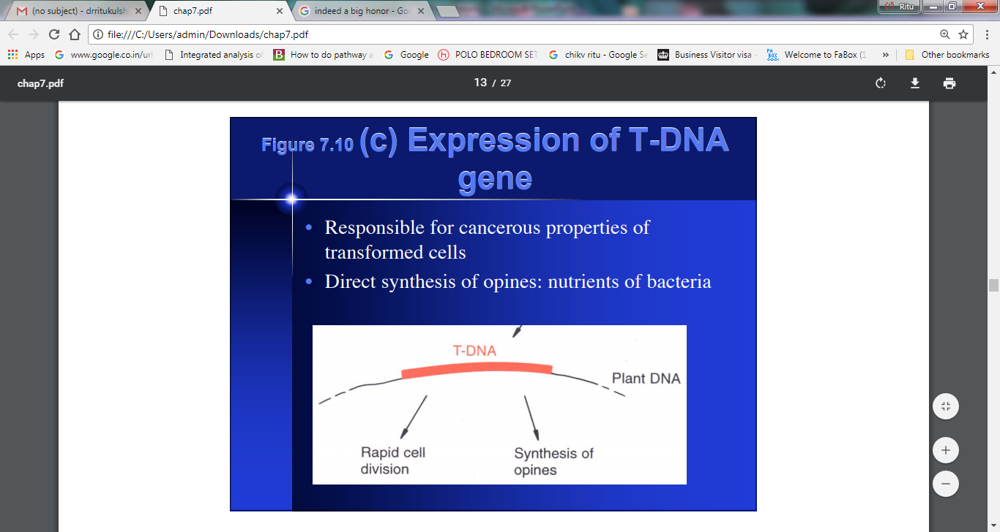 (no subject) - drritukulsh
chap7.pdf
indeed a big honor - Goo
Ritu
file:///C:/Users/admin/Downloads/chap7.pdf
Apps
www.google.co.in/url
Integrated analysis of
How to do pathway a
Google
POLO BEDROOM SET
chikv ritu - Google Se
Business Visitor visa -
FA
BOX
Welcome to FaBox (1
»
Other bookmarks
chap7.pdf
13 / 27
Figure 7.10 (c) Expression of T-DNA
gene
• Responsible for cancerous properties of
transformed cells
• Direct synthesis of opines: nutrients of bacteria
T-DNA
Plant DNA
Rapid cell
division
Synthesis of
opines